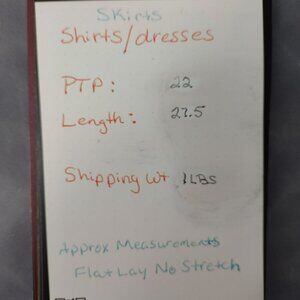 Skirts
Shirts/dresses
PTP: 22
Length: 27.5
Shipping wt 1LBS
Approx Measurements
Flat Lay No Stretch